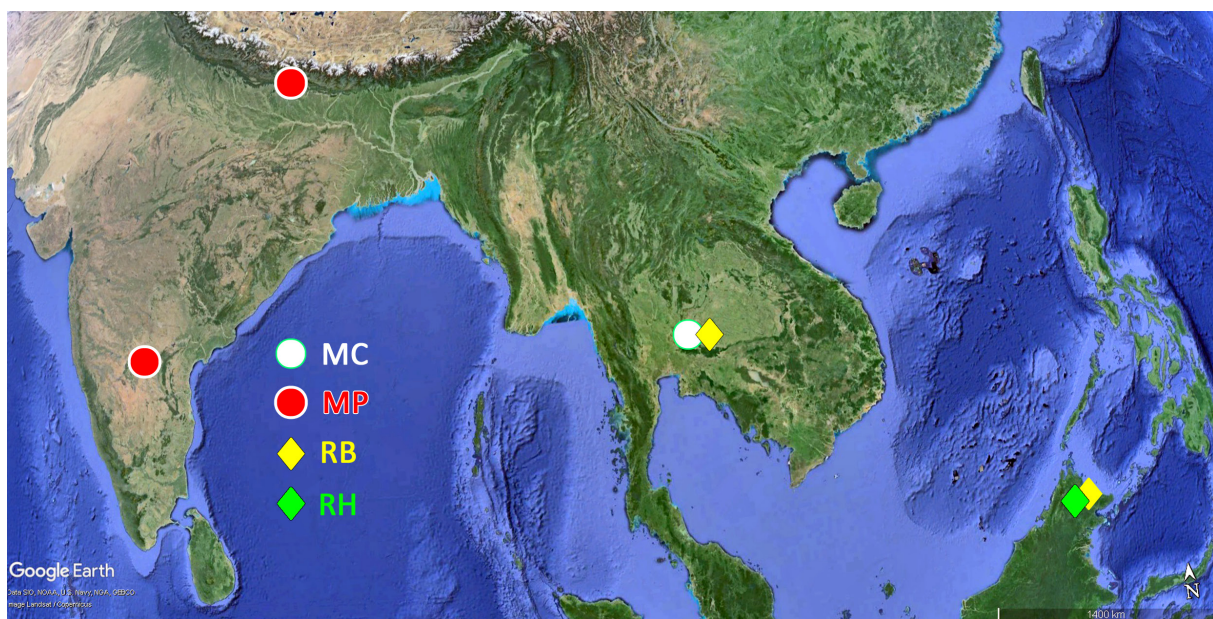 MC
MP
RB
RH
Google Earth
Data SIO, NOAA, U.S. Navy, NGA, GEBCO
Image Landsat / Copernicus
N
1400 km